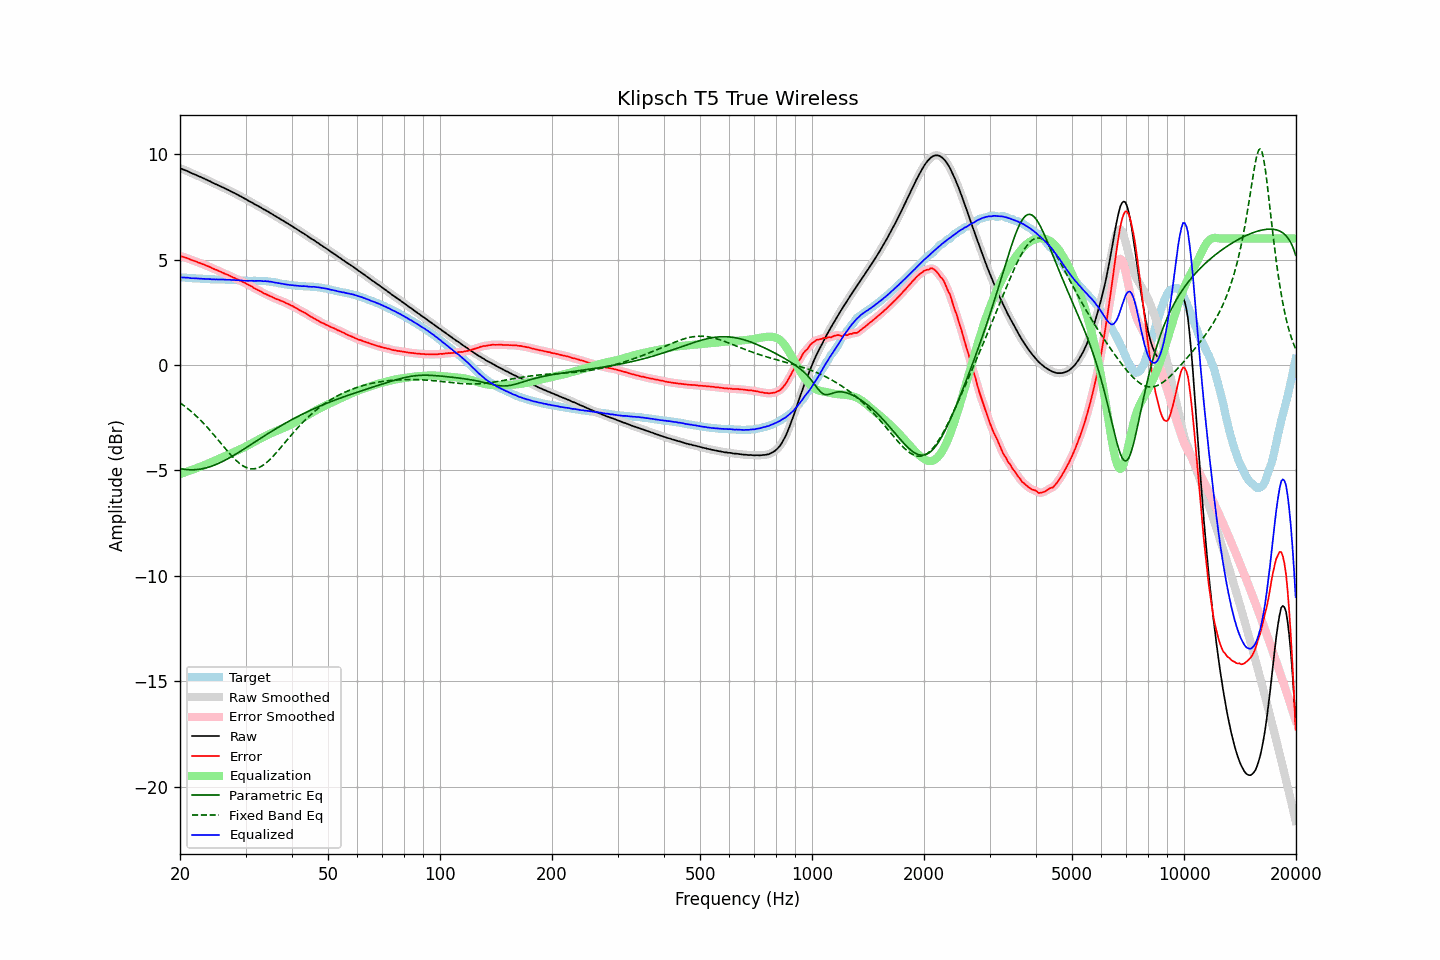 Klipsch T5 True Wireless
Amplitude (dBr)
10
5
0
−5
−10
−15
−20
Target
Raw Smoothed
Error Smoothed
Raw
Error
Equalization
Parametric Eq
Fixed Band Eq
Equalized
20 50 100 200 500 1000 2000 5000 10000 20000
Frequency (Hz)